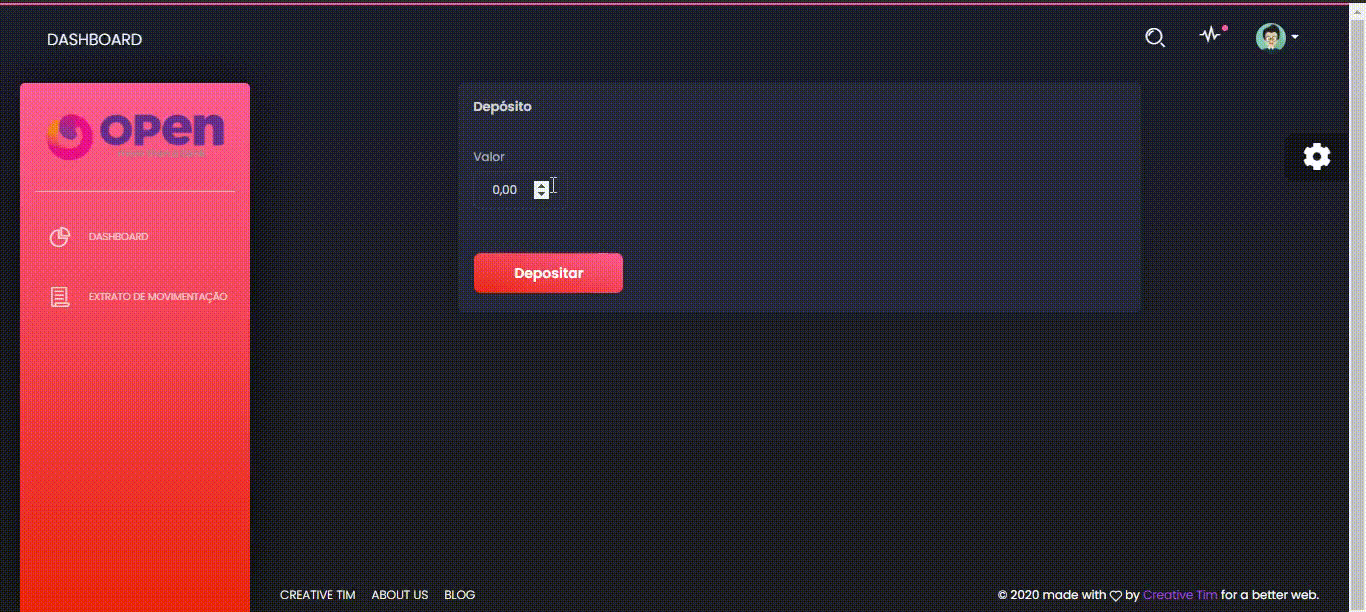 DASHBOARD
open
DASHBOARD
EXTRATO DE MOVIMENTAÇÃO
Depósito
Valor
0,00
Depositar
CREATIVE TIM ABOUT US BLOG
© 2020 made with by Creative Tim for a better web.